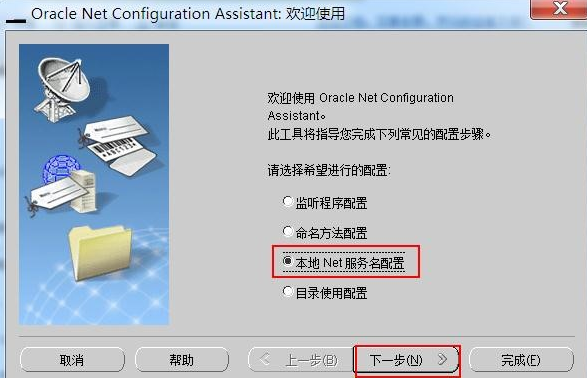 Oracle Net Configuration Assistant: 欢迎使用
欢迎使用 Oracle Net Configuration
Assistant。
此工具将指导您完成下列常见的配置步骤。
请选择希望进行的配置:
监听程序配置
命名方法配置
本地 Net 服务名配置
目录使用配置
取消
帮助
上一步(B)
下一步(N)
完成(F)